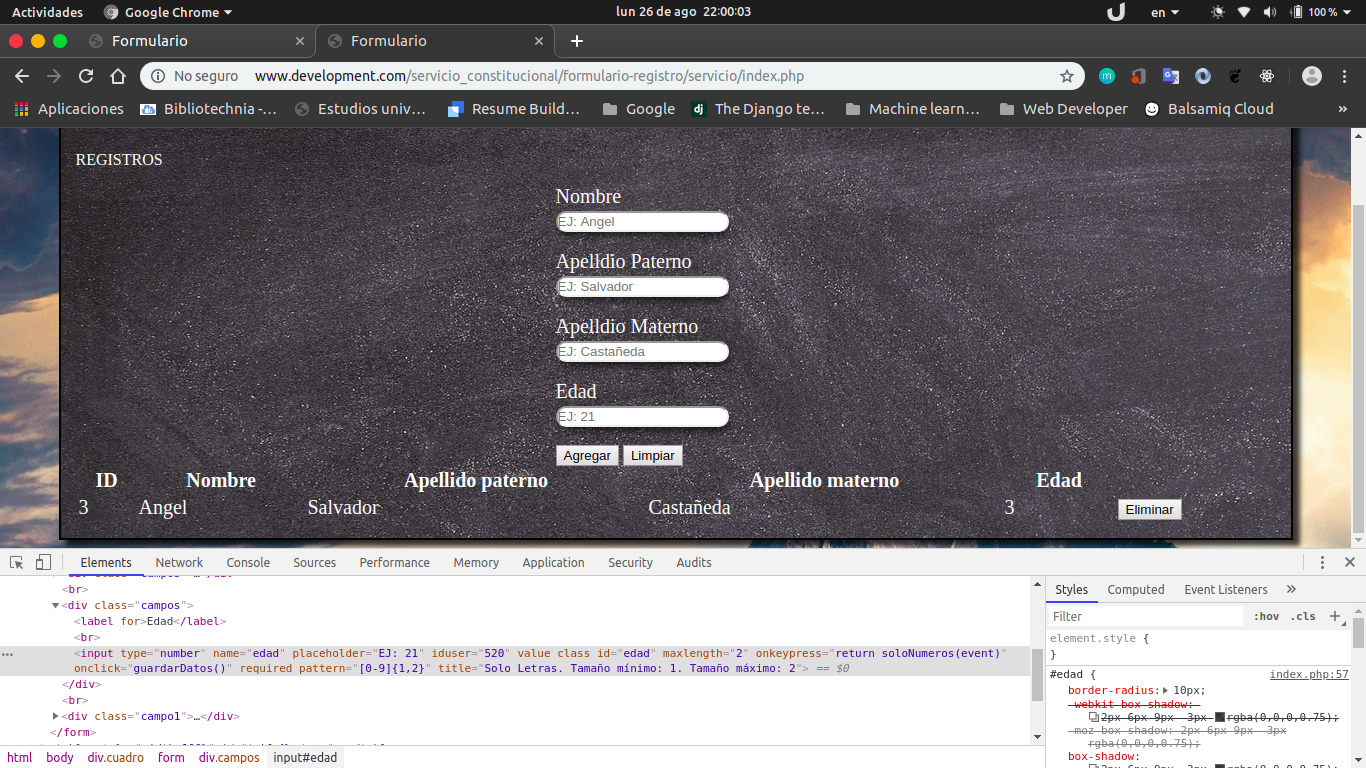 Actividades Google Chrome lun 26 de ago 22:00:03 en 100 %
Formulario Formulario
No seguro www.development.com/servicio_constitucional/formulario-registro/servicio/index.php
Aplicaciones Bibliotechnia -… Estudios univ… Resume Build… Google dj The Django te… Machine learn… Web Developer Balsamiq Cloud »
REGISTROS
Nombre
EJ: Angel
Apelldio Paterno
EJ: Salvador
Apelldio Materno
EJ: Castañeda
Edad
EJ: 21
Agregar Limpiar
ID Nombre Apellido paterno Apellido materno Edad
3 Angel Salvador Castañeda 3 Eliminar
Elements Network Console Sources Performance Memory Application Security Audits
<br>
<div class="campos">
<label for>Edad</label>
<br>
<input type="number" name="edad" placeholder="EJ: 21" iduser="520" value class id="edad" maxlength="2" onkeypress="return soloNumeros(event)"
onclick="guardarDatos()" required pattern="[0-9]{1,2}" title="Solo Letras. Tamaño mínimo: 1. Tamaño máximo: 2"> == $0
</div>
<br>
<div class="campo1">…</div>
</form>
html body div.cuadro form div.campos input#edad
Styles Computed Event Listeners »
Filter :hov .cls +
element.style {
}
#edad { index.php:57
border-radius: 10px;
-webkit-box-shadow:
2px 6px 9px -3px rgba(0,0,0,0.75);
-moz-box-shadow: 2px 6px 9px -3px
rgba(0,0,0,0.75);
box-shadow: